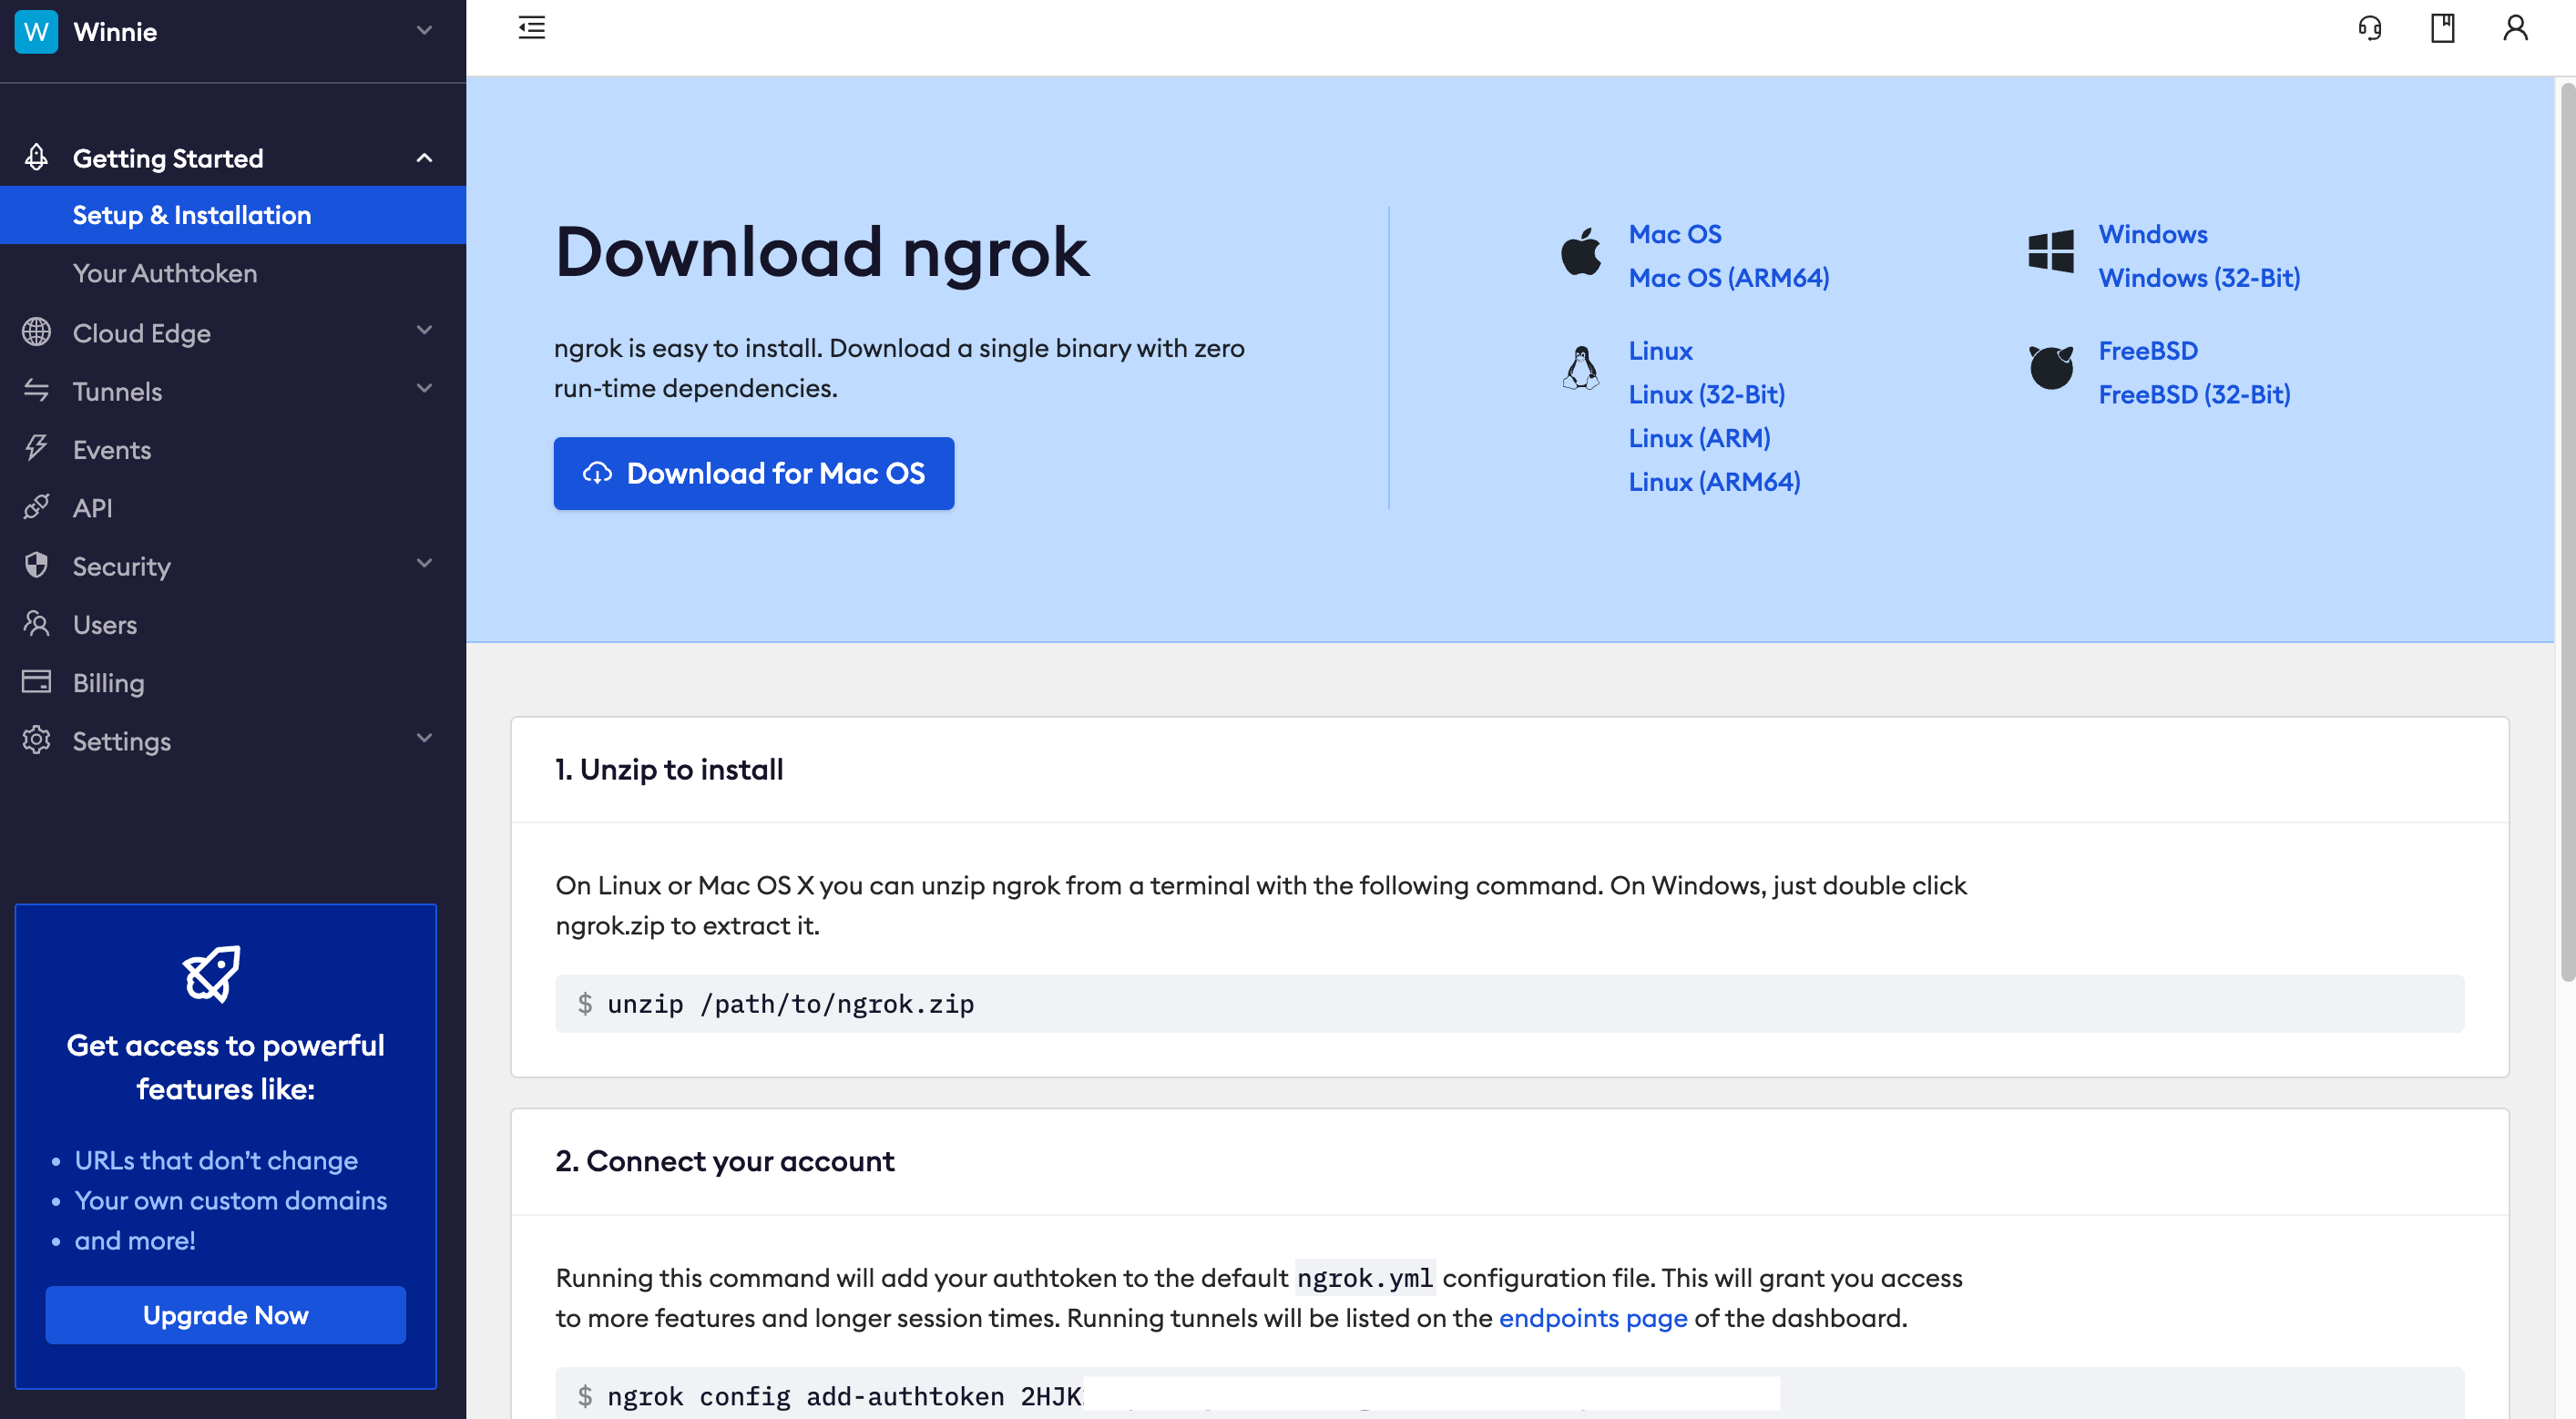 W Winnie
Getting Started
Setup & Installation
Your Authtoken
Cloud Edge
Tunnels
Events
API
Security
Users
Billing
Settings
Get access to powerful
features like:
• URLs that don’t change
• Your own custom domains
• and more!
Upgrade Now
Download ngrok
ngrok is easy to install. Download a single binary with zero
run-time dependencies.
Download for Mac OS
Mac OS
Mac OS (ARM64)
Linux
Linux (32-Bit)
Linux (ARM)
Linux (ARM64)
Windows
Windows (32-Bit)
FreeBSD
FreeBSD (32-Bit)
1. Unzip to install
On Linux or Mac OS X you can unzip ngrok from a terminal with the following command. On Windows, just double click
ngrok.zip to extract it.
$ unzip /path/to/ngrok.zip
2. Connect your account
Running this command will add your authtoken to the default ngrok.yml configuration file. This will grant you access
to more features and longer session times. Running tunnels will be listed on the endpoints page of the dashboard.
$ ngrok config add-authtoken 2HJK